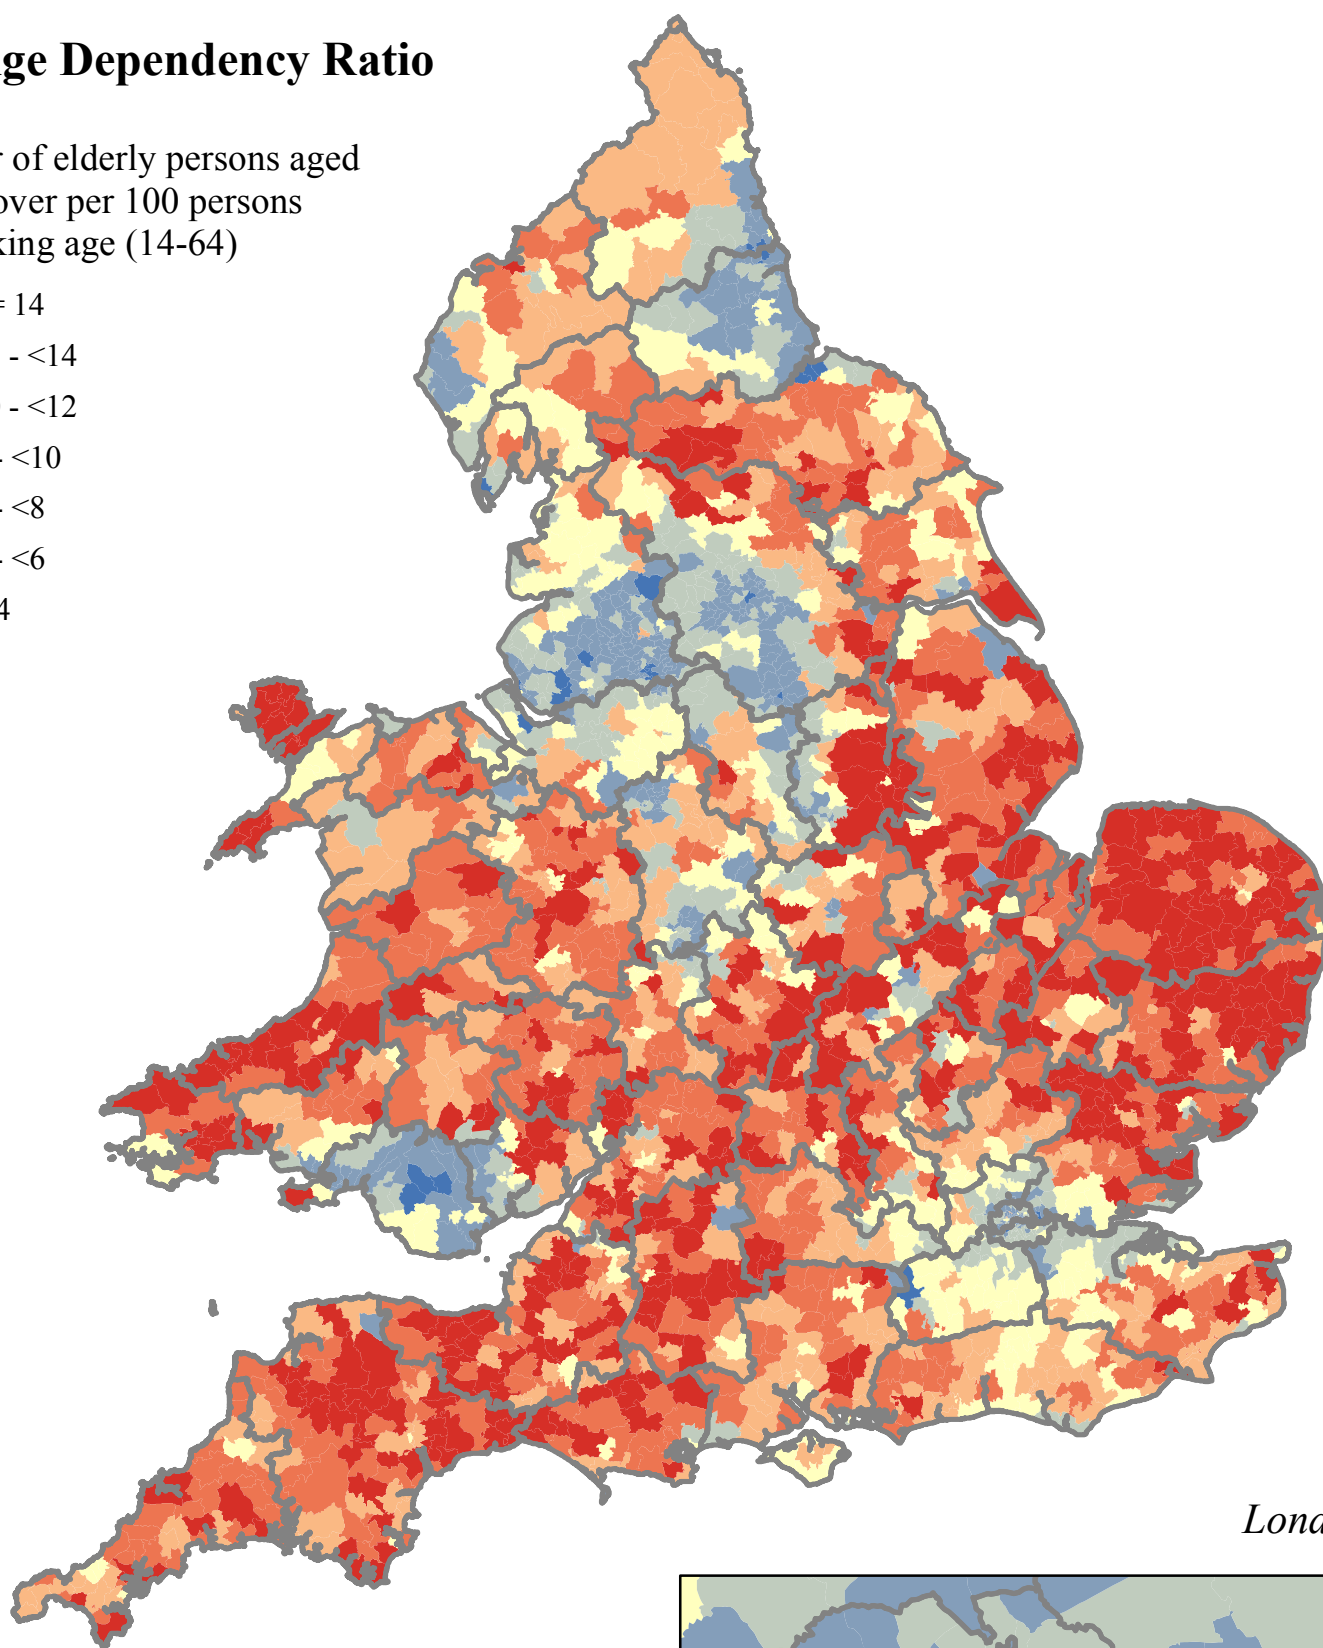 ge Dependency Ratio
r of elderly persons aged
over per 100 persons
king age (14-64)
= 14
- <14
- <12
- <10
- <8
- <6
4
Lond